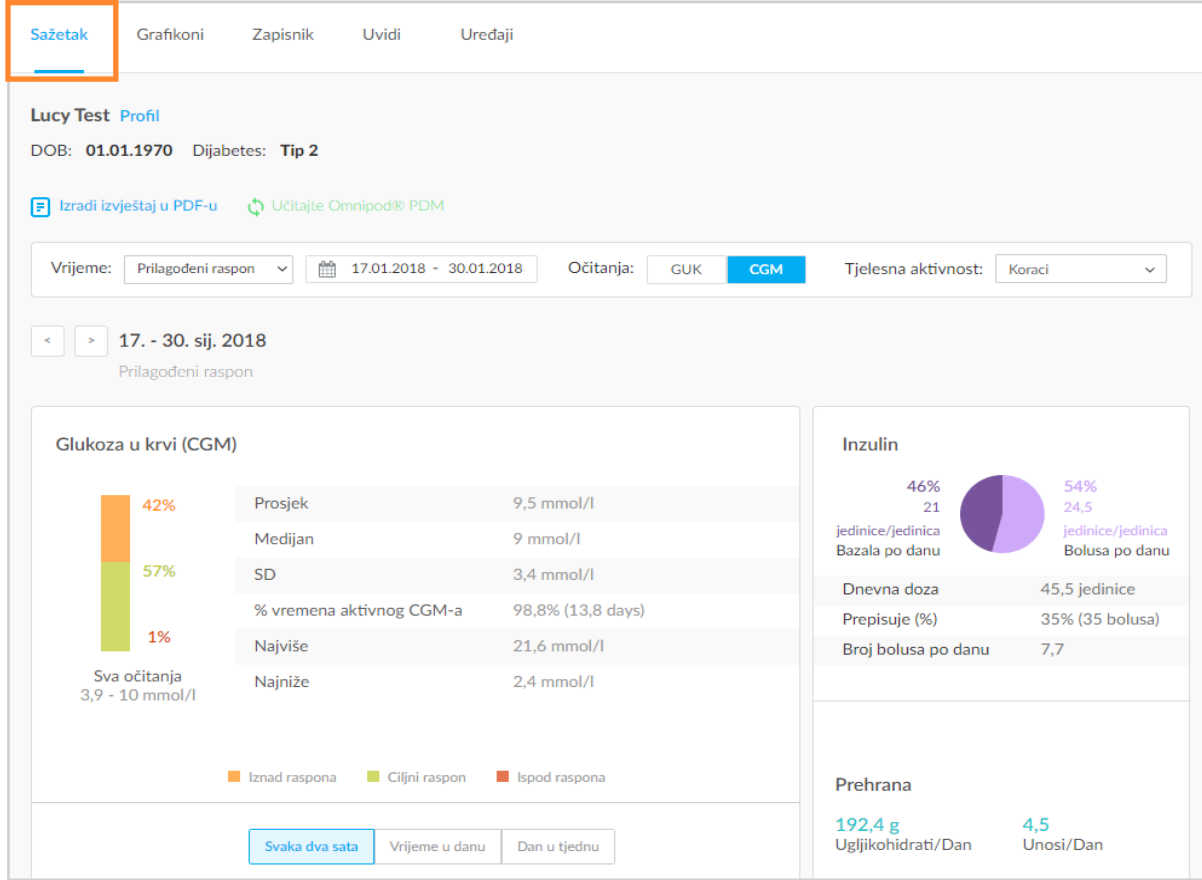 Sažetak Grafikoni Zapisnik Uvidi Uređaji
Lucy Test Profil
DOB: 01.01.1970 Dijabetes: Tip 2
Izradi izvještaj u PDF-u Učitajte Omnipod® PDM
Vrijeme: Prilagođeni raspon 17.01.2018 - 30.01.2018 Očitanja: GUK CGM Tjelesna aktivnost: Koraci
< > 17. - 30. sij. 2018
Prilagođeni raspon
Glukoza u krvi (CGM)
42%
57%
1%
Sva očitanja
3,9 - 10 mmol/l
Prosjek 9,5 mmol/l
Medijan 9 mmol/l
SD 3,4 mmol/l
% vremena aktivnog CGM-a 98,8% (13,8 days)
Najviše 21,6 mmol/l
Najniže 2,4 mmol/l
Iznad raspona Ciljni raspon Ispod raspona
Svaka dva sata Vrijeme u danu Dan u tjednu
Inzulin
46%
21
jedinice/jedinica
Bazala po danu
54%
24,5
jedinice/jedinica
Bolusa po danu
Dnevna doza 45,5 jedinice
Prepisuje (%) 35% (35 bolusa)
Broj bolusa po danu 7,7
Prehrana
192,4 g 4,5
Ugljikohidrati/Dan Unosi/Dan